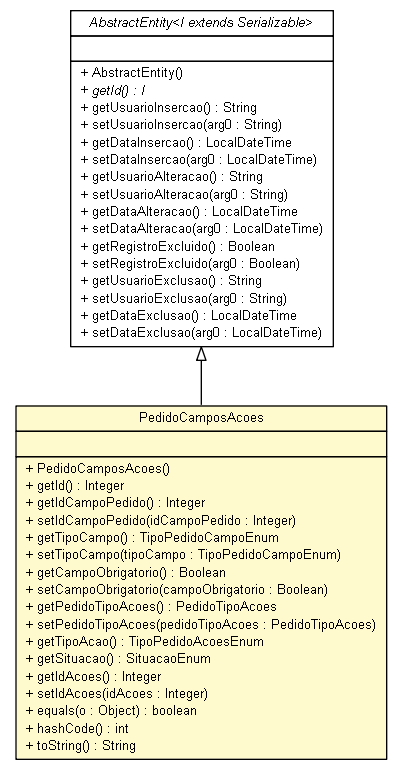 AbstractEntity<I extends Serializable>
+ AbstractEntity()
+ getId() : I
+ getUsuarioInsercao() : String
+ setUsuarioInsercao(arg0 : String)
+ getDataInsercao() : LocalDateTime
+ setDataInsercao(arg0 : LocalDateTime)
+ getUsuarioAlteracao() : String
+ setUsuarioAlteracao(arg0 : String)
+ getDataAlteracao() : LocalDateTime
+ setDataAlteracao(arg0 : LocalDateTime)
+ getRegistroExcluido() : Boolean
+ setRegistroExcluido(arg0 : Boolean)
+ getUsuarioExclusao() : String
+ setUsuarioExclusao(arg0 : String)
+ getDataExclusao() : LocalDateTime
+ setDataExclusao(arg0 : LocalDateTime)
PedidoCamposAcoes
+ PedidoCamposAcoes()
+ getId() : Integer
+ getIdCampoPedido() : Integer
+ setIdCampoPedido(idCampoPedido : Integer)
+ getTipoCampo() : TipoPedidoCampoEnum
+ setTipoCampo(tipoCampo : TipoPedidoCampoEnum)
+ getCampoObrigatorio() : Boolean
+ setCampoObrigatorio(campoObrigatorio : Boolean)
+ getPedidoTipoAcoes() : PedidoTipoAcoes
+ setPedidoTipoAcoes(pedidoTipoAcoes : PedidoTipoAcoes)
+ getTipoAcao() : TipoPedidoAcoesEnum
+ getSituacao() : SituacaoEnum
+ getIdAcoes() : Integer
+ setIdAcoes(idAcoes : Integer)
+ equals(o : Object) : boolean
+ hashCode() : int
+ toString() : String